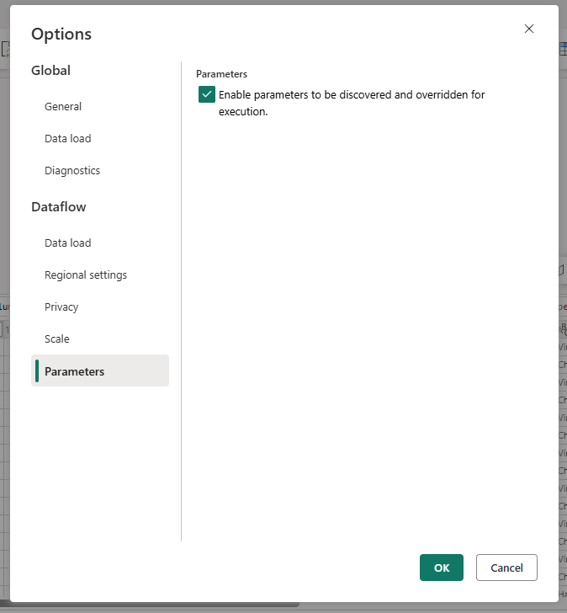 Options
Global
General
Data load
Diagnostics
Dataflow
Data load
Regional settings
Privacy
Scale
Parameters
Parameters
Enable parameters to be discovered and overridden for
execution.
OK
Cancel